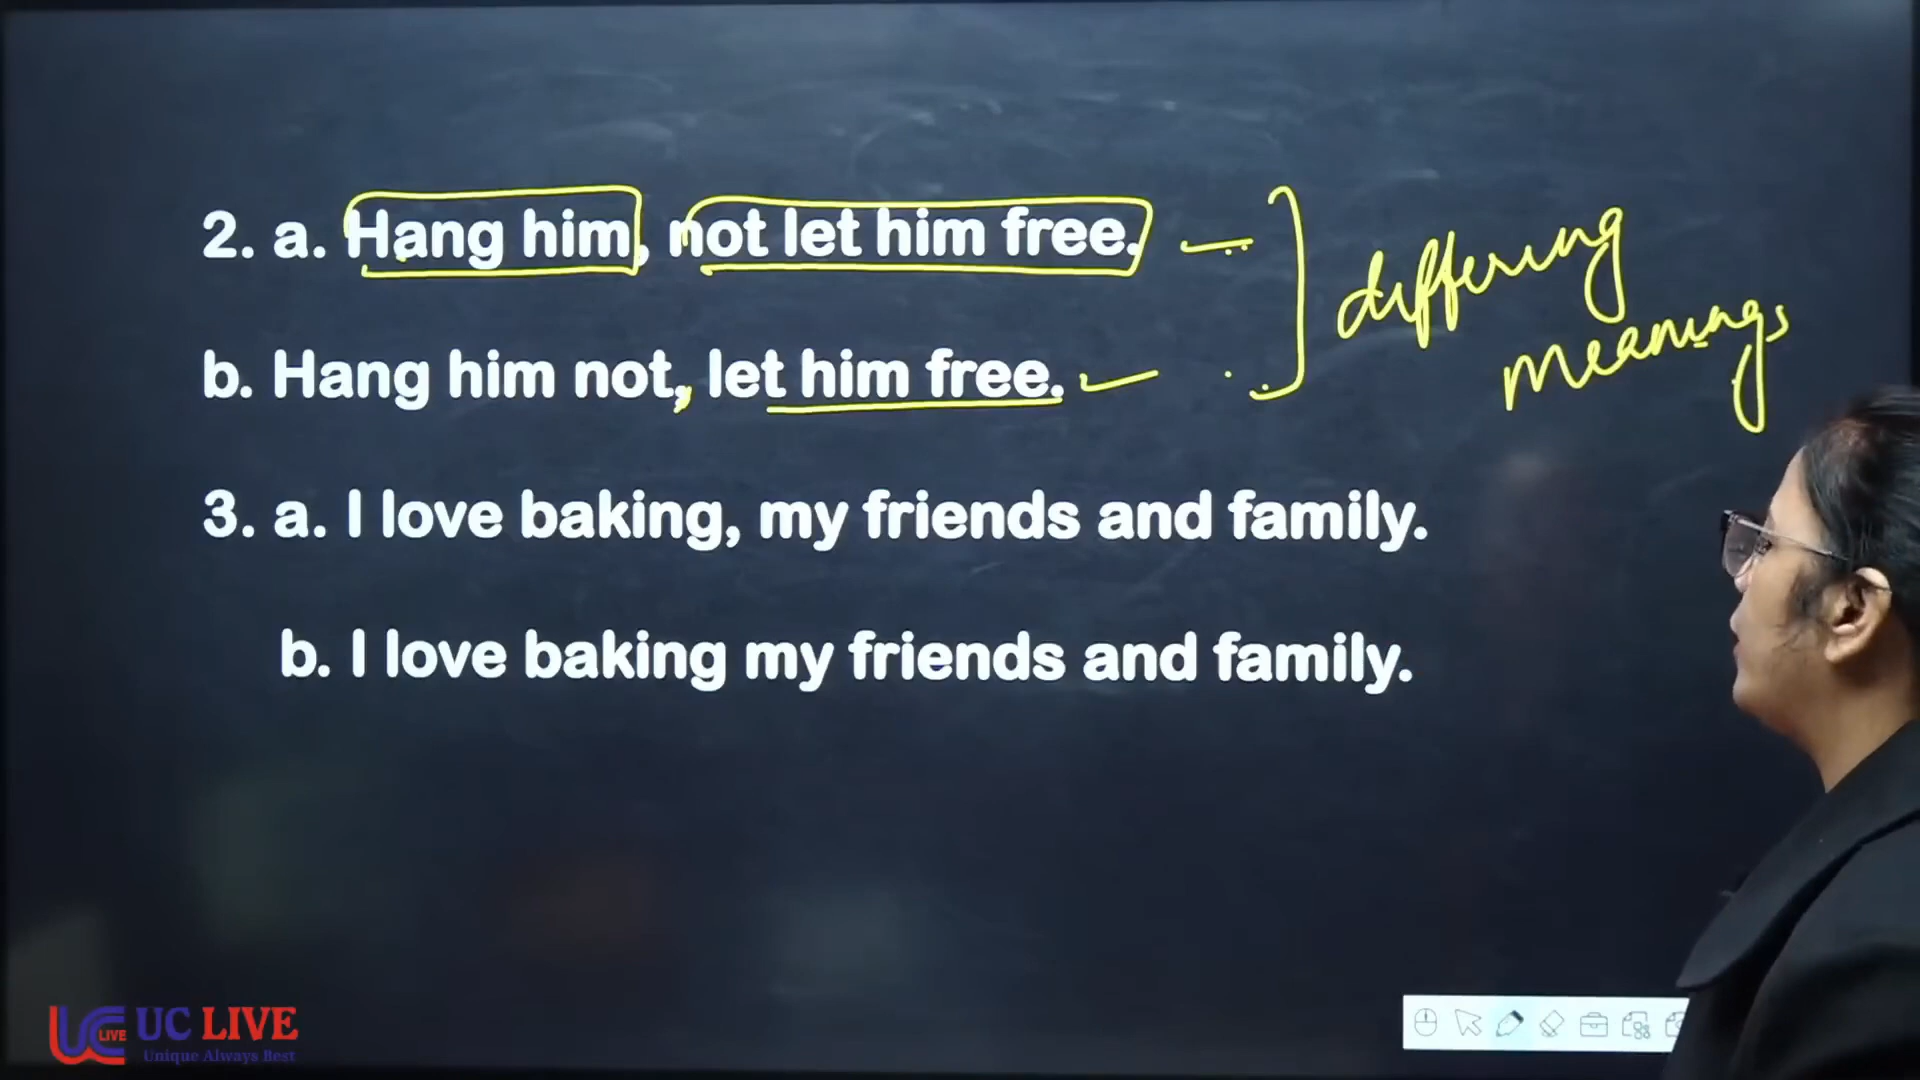 2. a. Hang him, not let him free.
differing
meanings
b. Hang him not, let him free.
3. a. I love baking, my friends and family.
b. I love baking my friends and family.
UC LIVE
LIVE
Unique Always Best